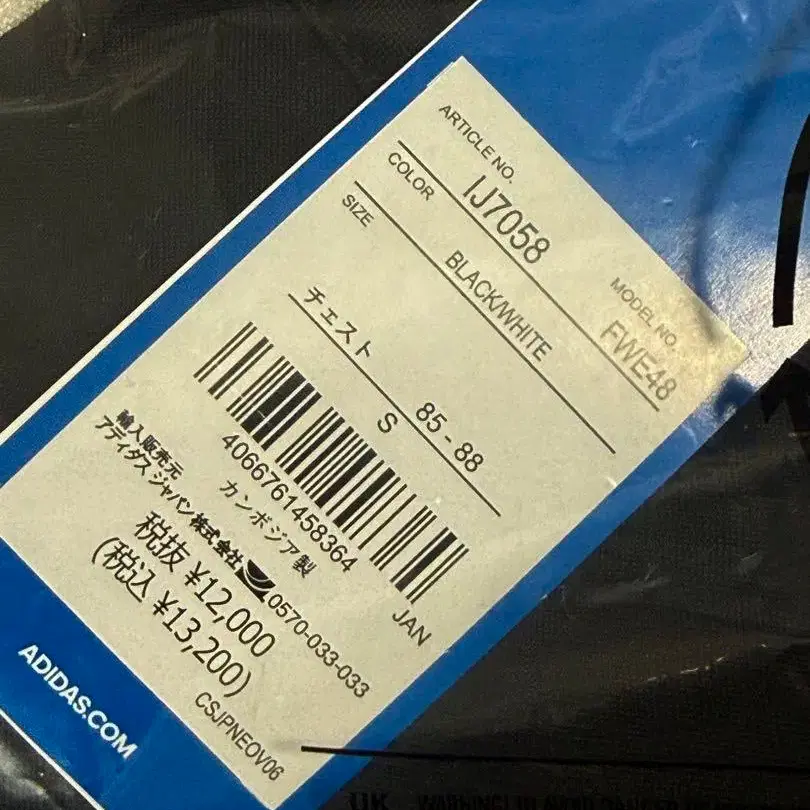 ARTICLE NO.
IJ7058
MODEL NO.
FWE48
COLOR
BLACK/WHITE
SIZE
チェスト
85-88
S
4066761458364
JAN
カンボジア製
輸入販売元
アディダス ジャパン株式会社
0570-033-033
税抜 ¥12,000
(税込 ¥13,200)
CSJPNEOV06
ADIDAS.COM
UK